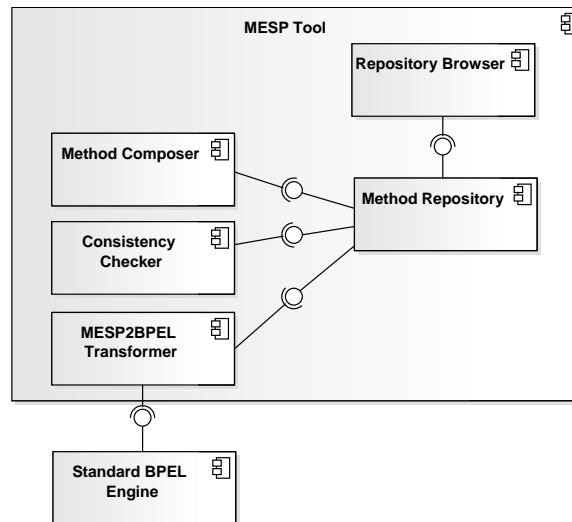 MESP Tool
Repository Browser
Method Composer
Method Repository
Consistency
Checker
MESP2BPEL
Transformer
Standard BPEL
Engine